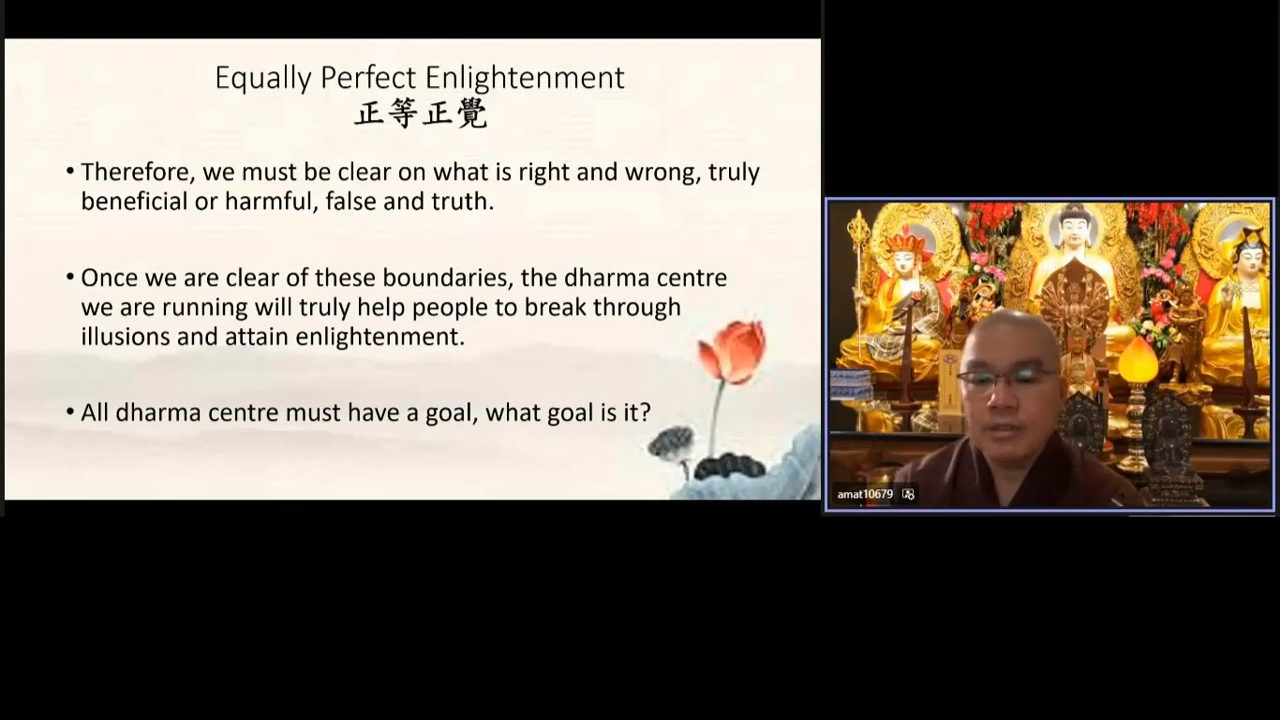 Equally Perfect Enlightenment
正等正覺
• Therefore, we must be clear on what is right and wrong, truly
beneficial or harmful, false and truth.
• Once we are clear of these boundaries, the dharma centre
we are running will truly help people to break through
illusions and attain enlightenment.
• All dharma centre must have a goal, what goal is it?
amat10679